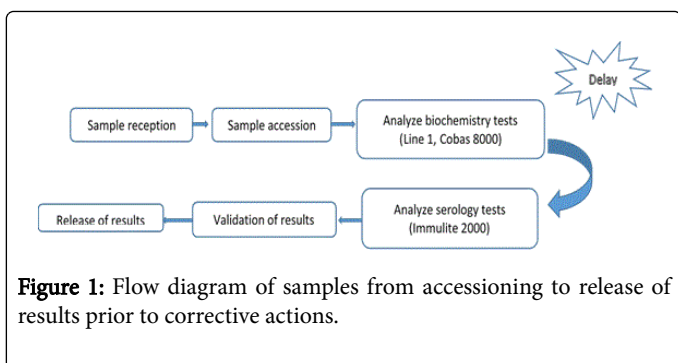 Delay
Sample reception
Sample accession
Analyze biochemistry tests
(Line 1, Cobas 8000)
Analyze serology tests
(Immulite 2000)
Validation of results
Release of results
Figure 1: Flow diagram of samples from accessioning to release of
results prior to corrective actions.